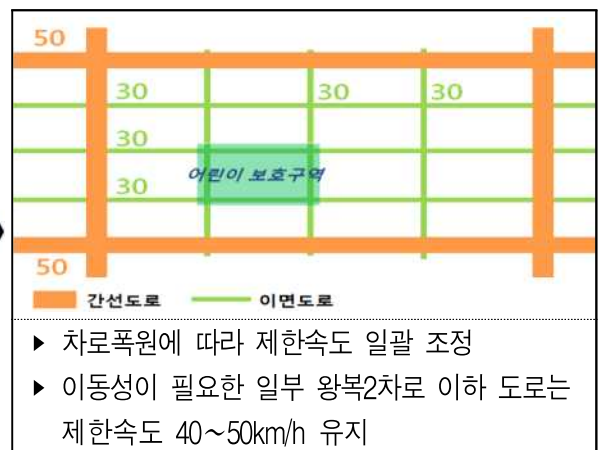 50
30 30 30
30
어린이 보호구역
30
50
간선도로 이면도로
▶ 차로폭원에 따라 제한속도 일괄 조정
▶ 이동성이 필요한 일부 왕복2차로 이하 도로는
제한속도 40~50km/h 유지